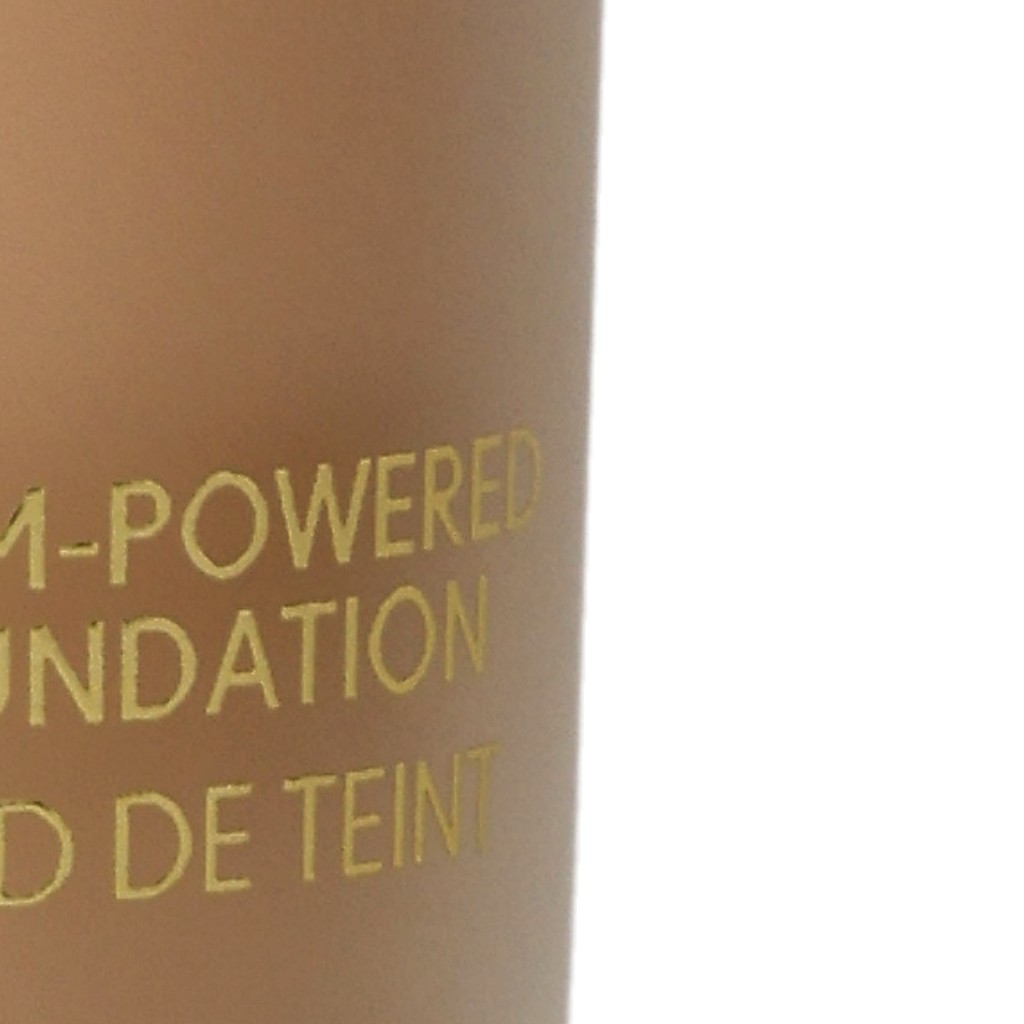 M-POWERED
UNDATION
D DE TEINT